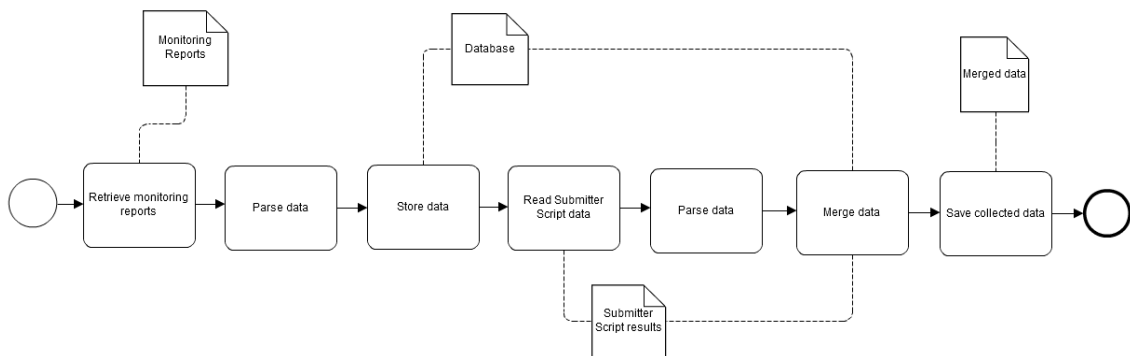 Monitoring
Reports
Database
Merged data
Retrieve monitoring
reports
Parse data
Store data
Read Submitter
Script data
Parse data
Merge data
Save collected data
Submitter
Script results